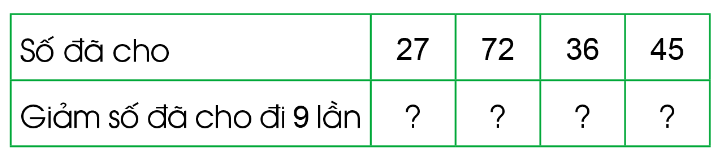 Số đã cho 27 72 36 45
Giảm số đã cho đi 9 lần ? ? ? ?